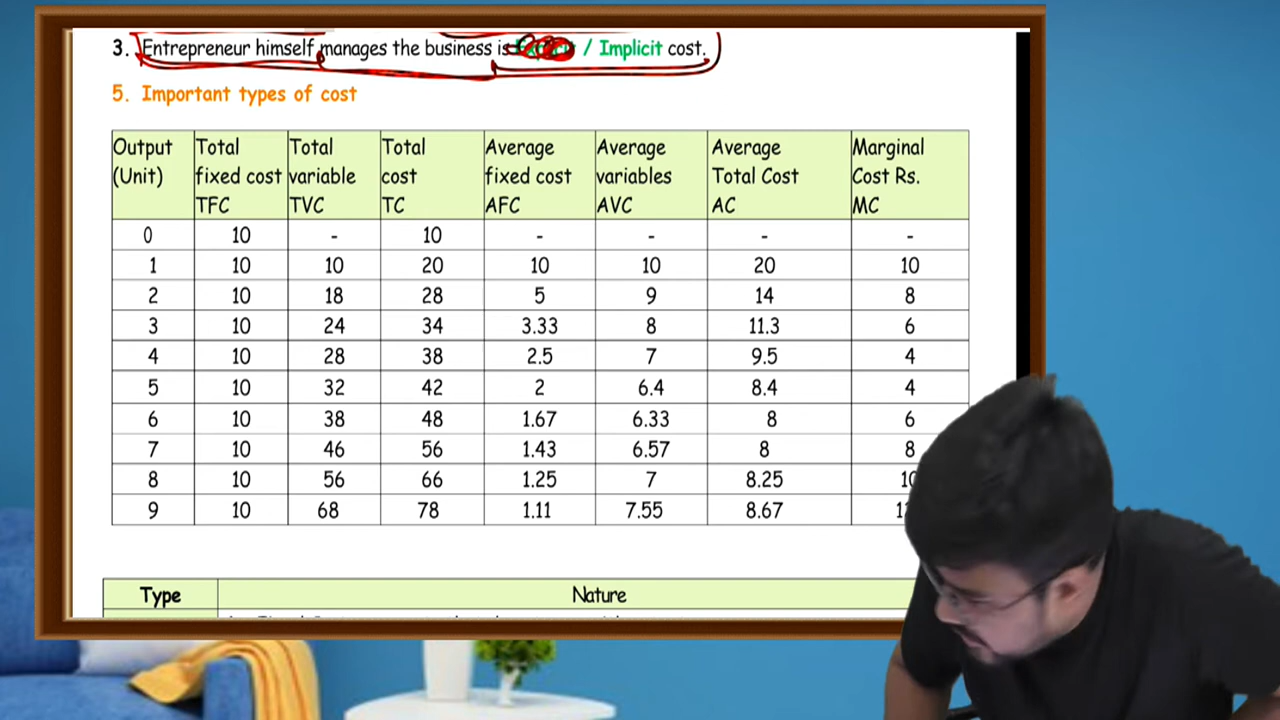 3. Entrepreneur himself manages the business is / Implicit cost.
5. Important types of cost
Output (Unit) Total fixed cost TFC Total variable TVC Total cost TC Average fixed cost AFC Average variables AVC Average Total Cost AC Marginal Cost Rs. MC
0 10 - 10 - - - -
1 10 10 20 10 10 20 10
2 10 18 28 5 9 14 8
3 10 24 34 3.33 8 11.3 6
4 10 28 38 2.5 7 9.5 4
5 10 32 42 2 6.4 8.4 4
6 10 38 48 1.67 6.33 8 6
7 10 46 56 1.43 6.57 8 8
8 10 56 66 1.25 7 8.25
9 10 68 78 1.11 7.55 8.67
Type Nature